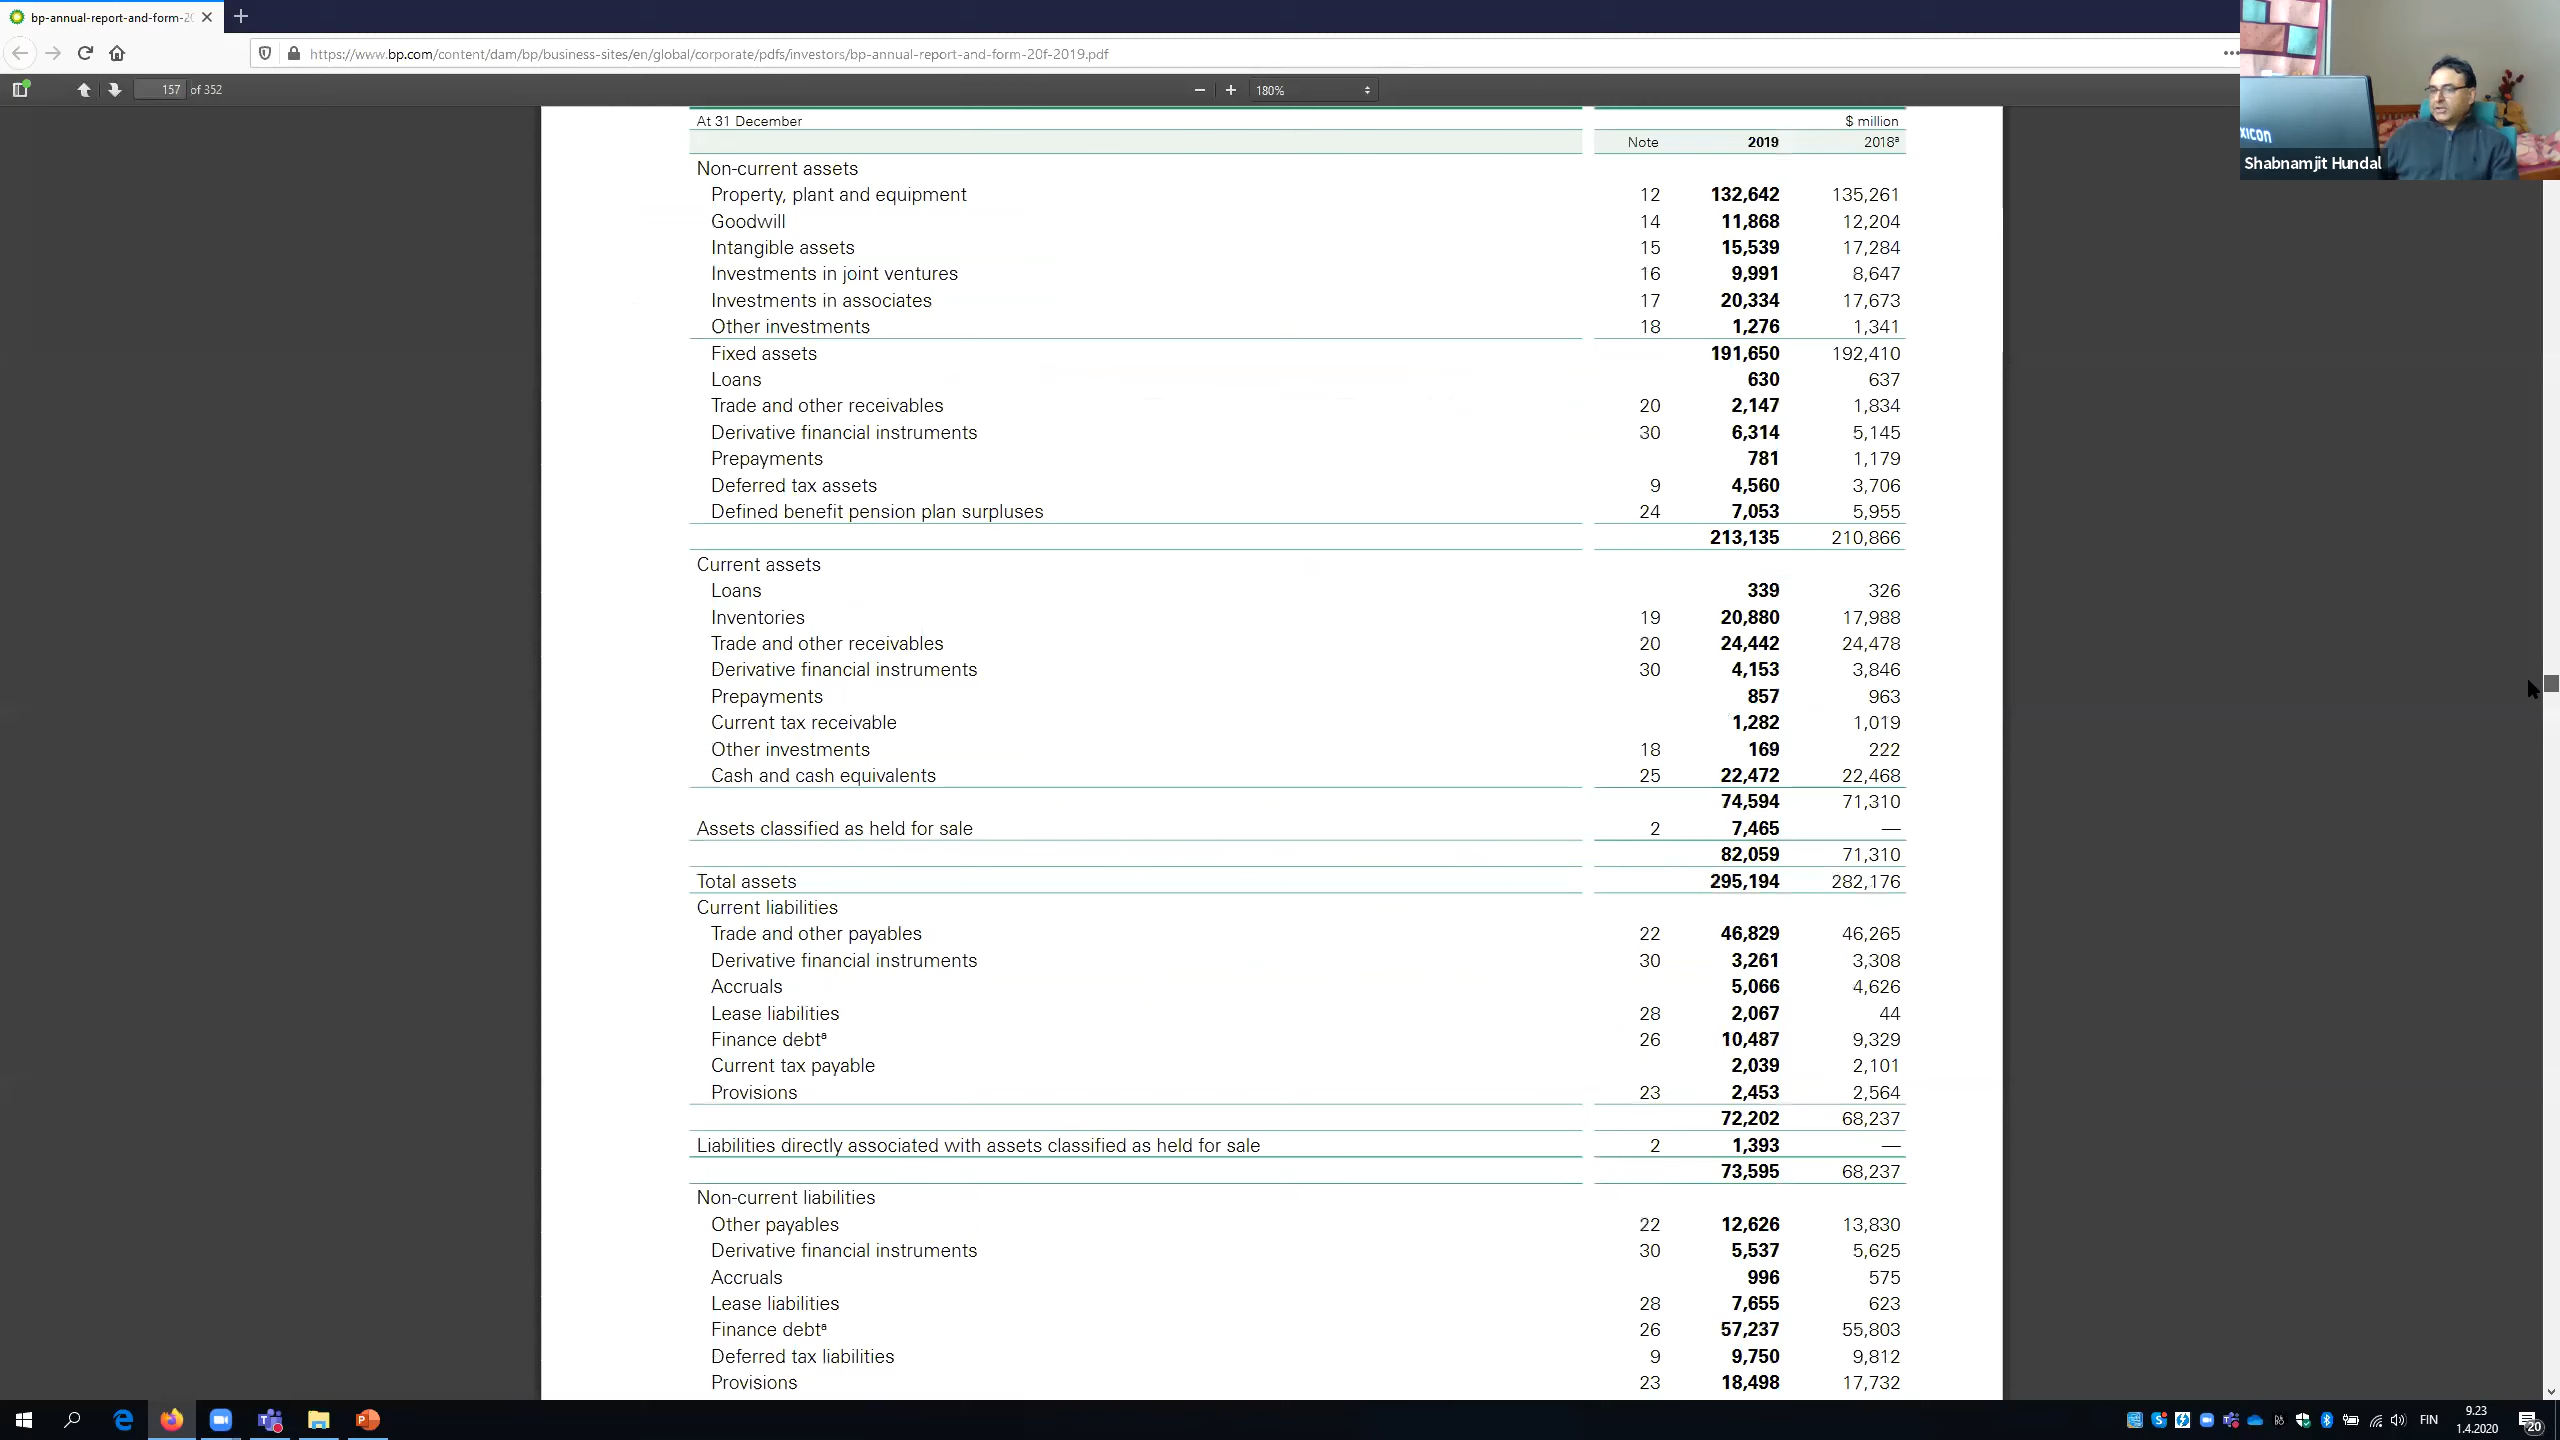 bp-annual-report-and-form-20
https://www.bp.com/content/dam/bp/business-sites/en/global/corporate/pdfs/investors/bp-annual-report-and-form-20f-2019.pdf
157 of 352
180%
XICON
Shabnamjit Hundal
At 31 December $ million
Note 2019 2018ª
Non-current assets
Property, plant and equipment 12 132,642 135,261
Goodwill 14 11,868 12,204
Intangible assets 15 15,539 17,284
Investments in joint ventures 16 9,991 8,647
Investments in associates 17 20,334 17,673
Other investments 18 1,276 1,341
Fixed assets 191,650 192,410
Loans 630 637
Trade and other receivables 20 2,147 1,834
Derivative financial instruments 30 6,314 5,145
Prepayments 781 1,179
Deferred tax assets 9 4,560 3,706
Defined benefit pension plan surpluses 24 7,053 5,955
213,135 210,866
Current assets
Loans 339 326
Inventories 19 20,880 17,988
Trade and other receivables 20 24,442 24,478
Derivative financial instruments 30 4,153 3,846
Prepayments 857 963
Current tax receivable 1,282 1,019
Other investments 18 169 222
Cash and cash equivalents 25 22,472 22,468
74,594 71,310
Assets classified as held for sale 2 7,465 —
82,059 71,310
Total assets 295,194 282,176
Current liabilities
Trade and other payables 22 46,829 46,265
Derivative financial instruments 30 3,261 3,308
Accruals 5,066 4,626
Lease liabilities 28 2,067 44
Finance debtª 26 10,487 9,329
Current tax payable 2,039 2,101
Provisions 23 2,453 2,564
72,202 68,237
Liabilities directly associated with assets classified as held for sale 2 1,393 —
73,595 68,237
Non-current liabilities
Other payables 22 12,626 13,830
Derivative financial instruments 30 5,537 5,625
Accruals 996 575
Lease liabilities 28 7,655 623
Finance debtª 26 57,237 55,803
Deferred tax liabilities 9 9,750 9,812
Provisions 23 18,498 17,732
FIN
9.23
1.4.2020
20